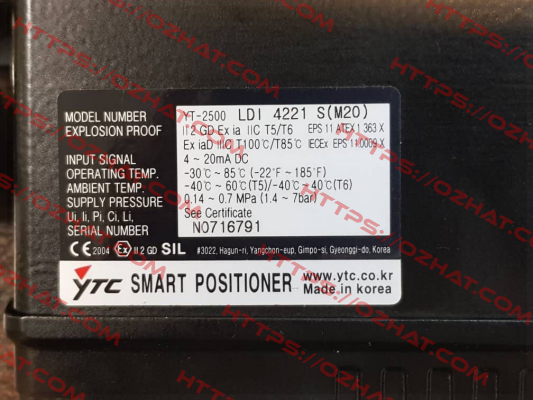 MODEL NUMBER YT-2500 LDI 4221 S(M20)
EXPLOSION PROOF II 2 GD Ex ia IIC T5/T6 EPS 11 ATEX 1 363 X
Ex iaD IIC T100℃/T85℃ IECEx EPS 11.0009 X
INPUT SIGNAL 4 ~ 20mA DC
OPERATING TEMP. -30℃ ~ 85℃ (-22℉ ~ 185℉)
AMBIENT TEMP. -40℃ ~ 60℃(T5)/-40℃ ~ 40℃(T6)
SUPPLY PRESSURE 0.14 ~ 0.7 MPa (1.4 ~ 7bar)
Ui, Ii, Pi, Ci, Li, See Certificate
SERIAL NUMBER N0716791
CE 2004 Ex II 2 GD SIL #3022, Hagun-ri, Yangchon-eup, Gimpo-si, Gyeonggi-do, Korea
YTC SMART POSITIONER www.ytc.co.kr
Made in korea
HTTPS://OZHAT.COM